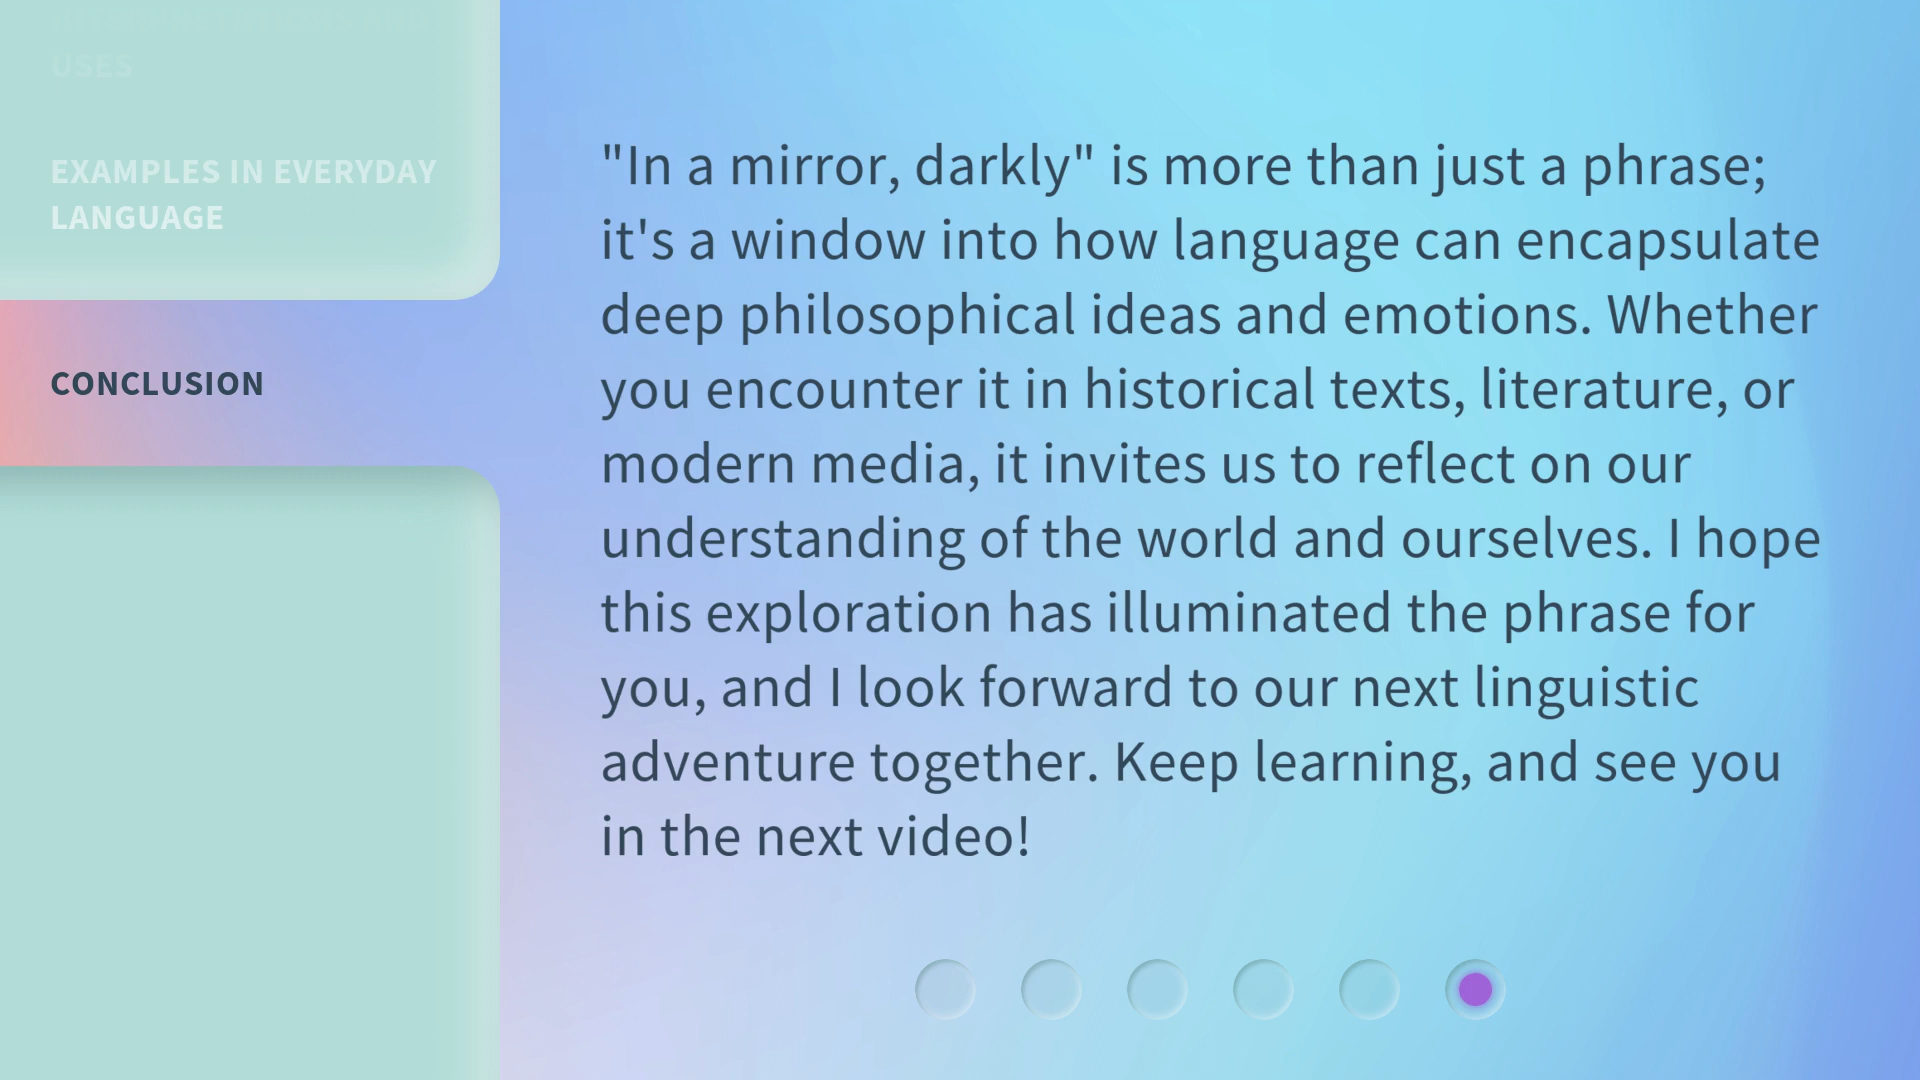 USES
EXAMPLES IN EVERYDAY
LANGUAGE
CONCLUSION
"In a mirror, darkly" is more than just a phrase;
it's a window into how language can encapsulate
deep philosophical ideas and emotions. Whether
you encounter it in historical texts, literature, or
modern media, it invites us to reflect on our
understanding of the world and ourselves. I hope
this exploration has illuminated the phrase for
you, and I look forward to our next linguistic
adventure together. Keep learning, and see you
in the next video!